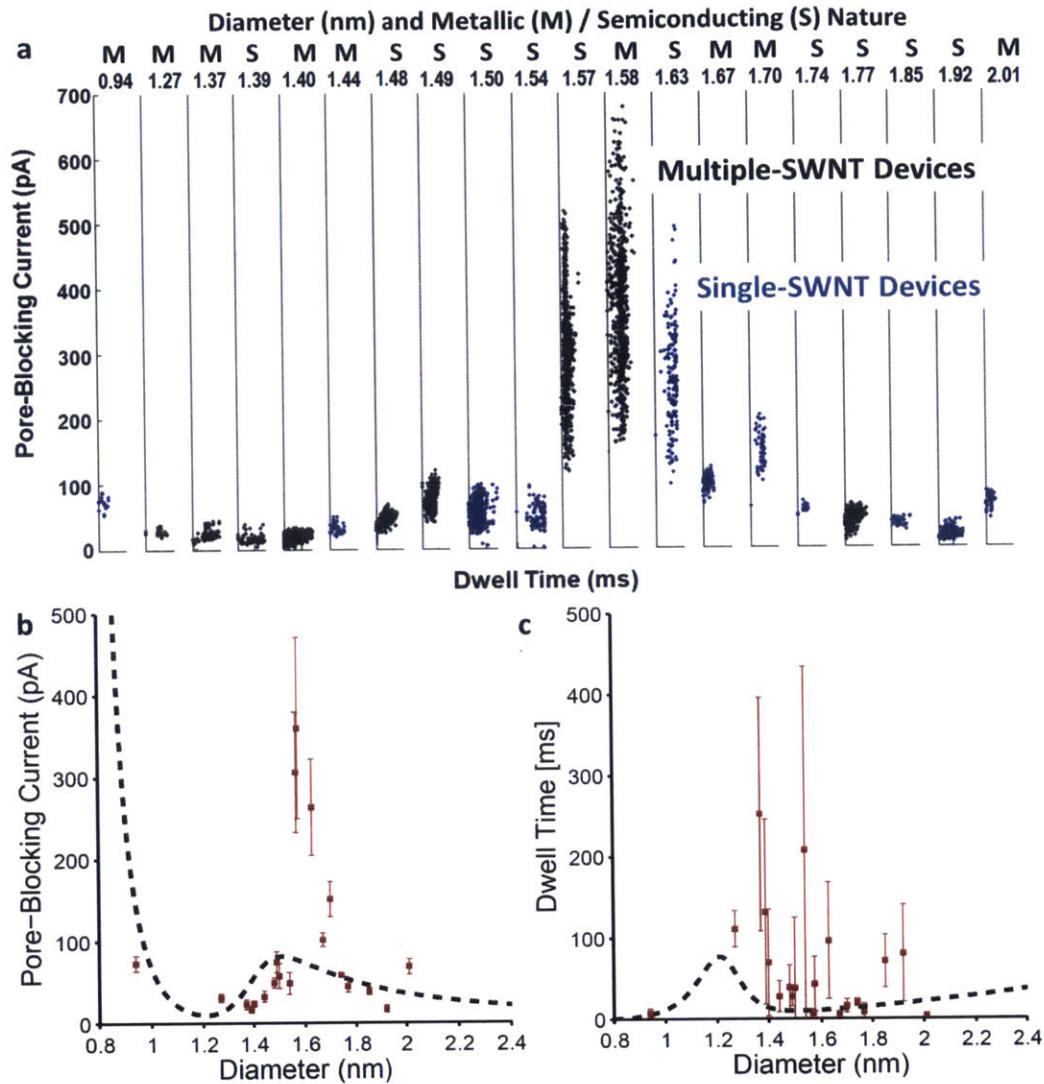 Diameter (nm) and Metallic (M) / Semiconducting (S) Nature
a M M M S M M S S S S S M S M M S S S S M
0.94 1.27 1.37 1.39 1.40 1.44 1.48 1.49 1.50 1.54 1.57 1.58 1.63 1.67 1.70 1.74 1.77 1.85 1.92 2.01
Pore-Blocking Current (pA)
700
600
500
400
300
200
100
0
Multiple-SWNT Devices
Single-SWNT Devices
Dwell Time (ms)
b
Pore−Blocking Current (pA)
500
400
300
200
100
0
0.8 1 1.2 1.4 1.6 1.8 2 2.2 2.4
Diameter (nm)
c
Dwell Time [ms]
500
400
300
200
100
0
0.8 1 1.2 1.4 1.6 1.8 2 2.2 2.4
Diameter (nm)